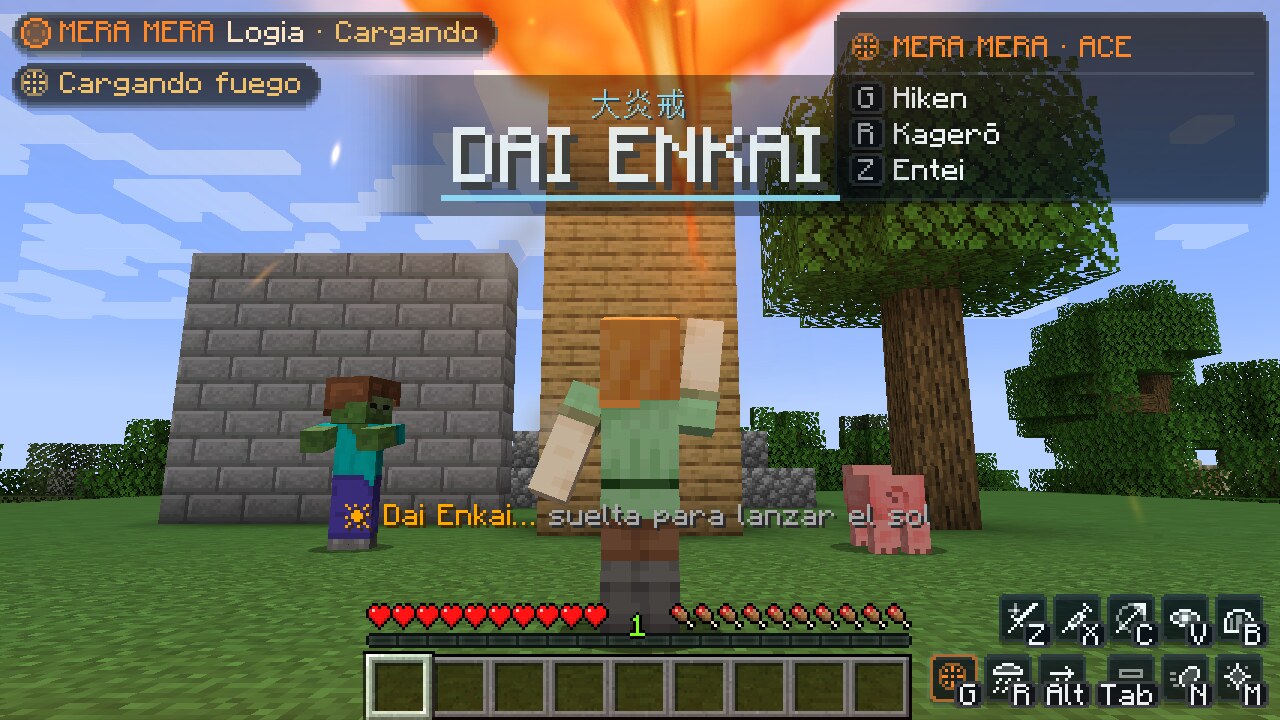 MERA MERA Logia · Cargando
Cargando fuego
大炎戒
DAI ENKAI
MERA MERA · ACE
G Hiken
R Kagerō
Z Entei
Dai Enkai... suelta para lanzar el sol
1
Z X C V B
G R Alt Tab N M